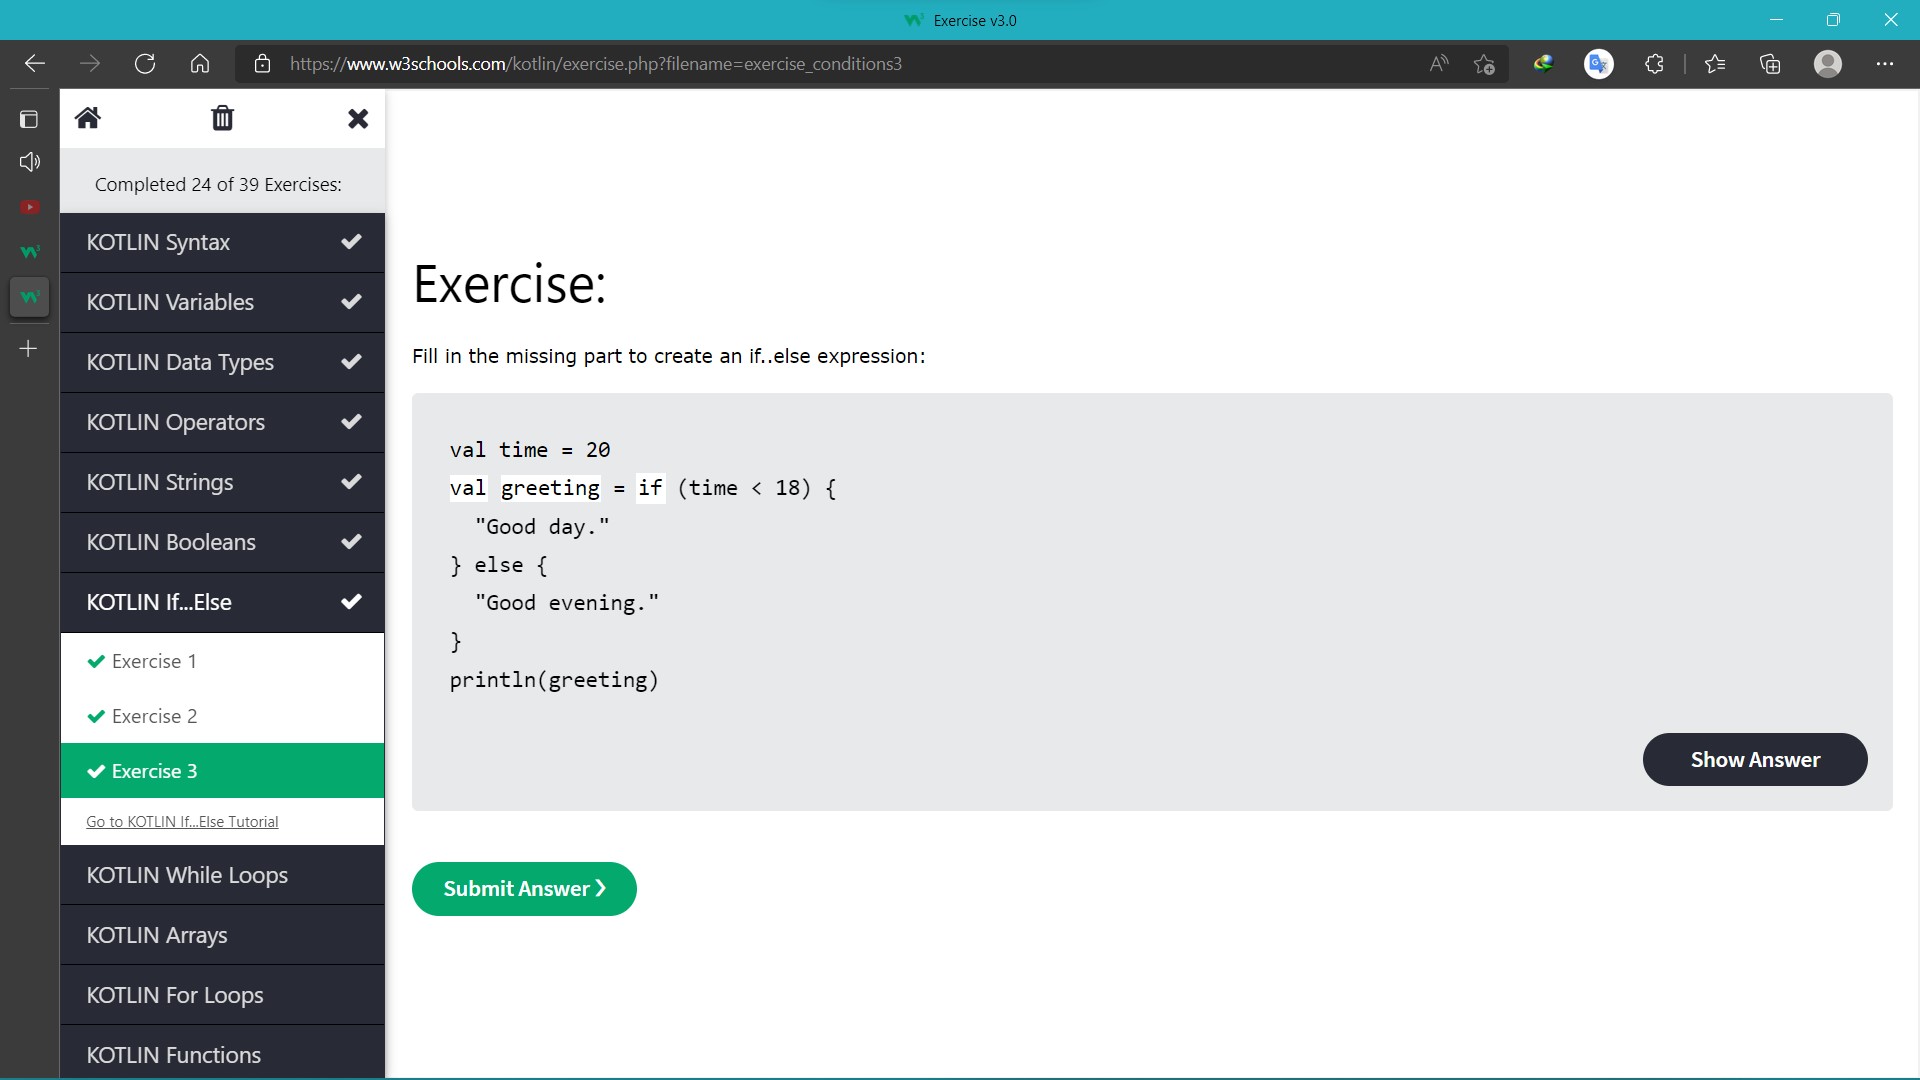 Exercise v3.0
https://www.w3schools.com/kotlin/exercise.php?filename=exercise_conditions3
Completed 24 of 39 Exercises:
KOTLIN Syntax
KOTLIN Variables
KOTLIN Data Types
KOTLIN Operators
KOTLIN Strings
KOTLIN Booleans
KOTLIN If...Else
Exercise 1
Exercise 2
Exercise 3
Go to KOTLIN If...Else Tutorial
KOTLIN While Loops
KOTLIN Arrays
KOTLIN For Loops
KOTLIN Functions
Exercise:
Fill in the missing part to create an if..else expression:
val time = 20
val greeting = if (time < 18) {
  "Good day."
} else {
  "Good evening."
}
println(greeting)
Show Answer
Submit Answer ❯